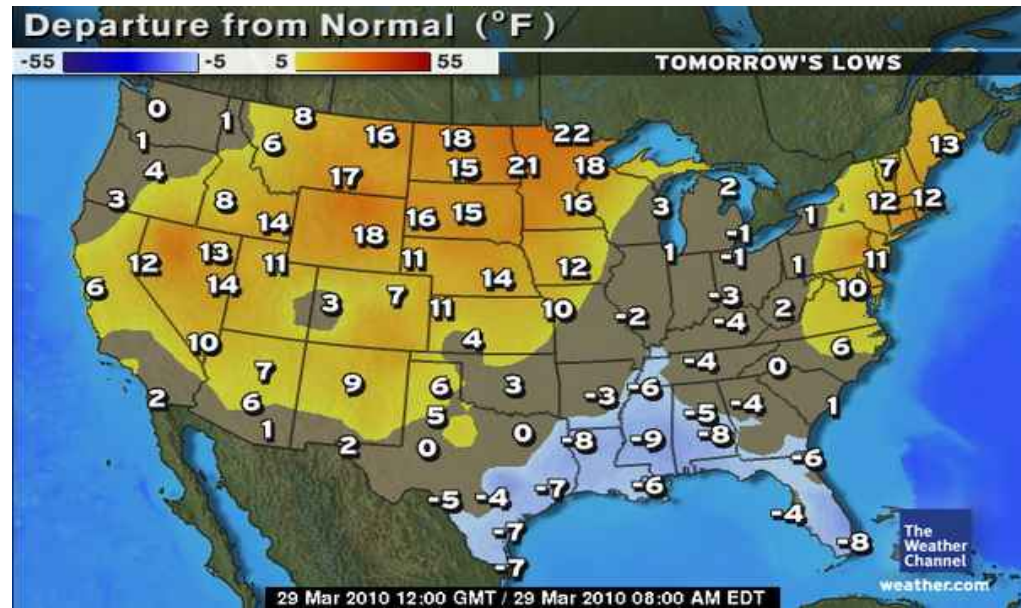 Departure from Normal (°F)
-55 -5 5 55 TOMORROW'S LOWS
0 1 8 16 18 22
1 6 15 21 18 13
4 17 7
3 8 14 16 15 16 3 2 12 12
18 1 -1 1
12 13 11 11 12 1 -1 1 11
6 14 3 7 14 10 -3 2 10
11 -2 -4
10 4 -4 6
7 9 6 3 -6 0
2 6 5 -3 -5 -4 1
1 2 0 0 -8 -9 -8
-6
-5 -4 -7 -6 -4
-7 -8
-7
The
Weather
Channel
weather.com
29 Mar 2010 12:00 GMT / 29 Mar 2010 08:00 AM EDT